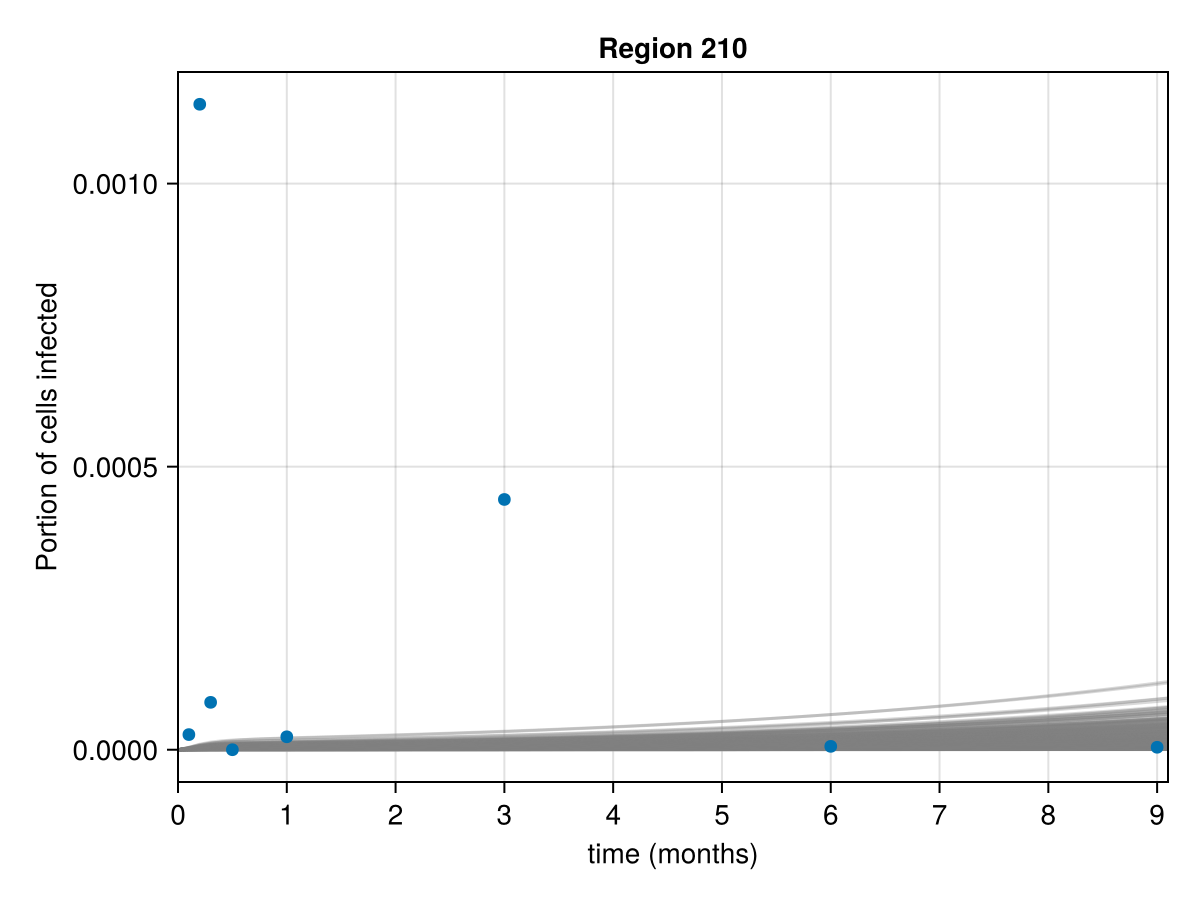 Region 210
Portion of cells infected
0.0010
0.0005
0.0000
0 1 2 3 4 5 6 7 8 9
time (months)